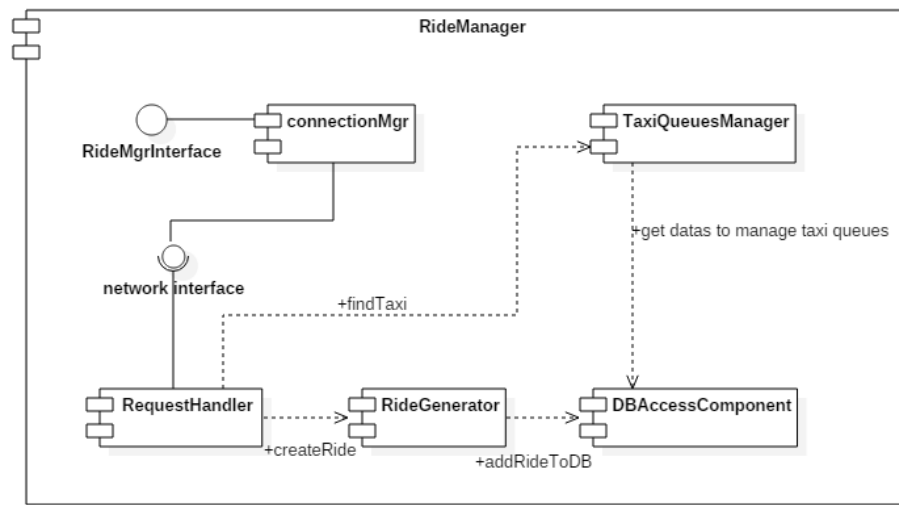 RideManager
connectionMgr
TaxiQueuesManager
RideMgrInterface
+get datas to manage taxi queues
network interface
+findTaxi
RequestHandler
RideGenerator
DBAccessComponent
+createRide
+addRideToDB